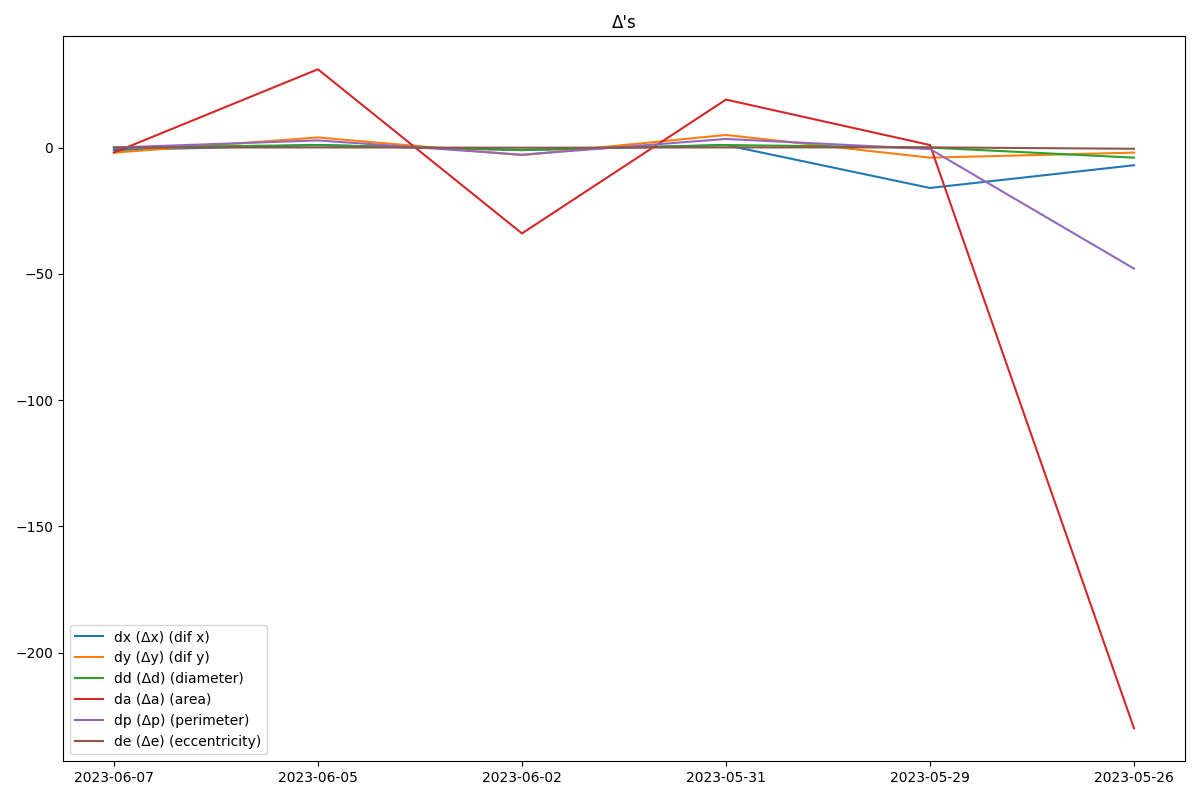 Δ's
0
−50
−100
−150
−200
dx (Δx) (dif x)
dy (Δy) (dif y)
dd (Δd) (diameter)
da (Δa) (area)
dp (Δp) (perimeter)
de (Δe) (eccentricity)
2023-06-07 2023-06-05 2023-06-02 2023-05-31 2023-05-29 2023-05-26